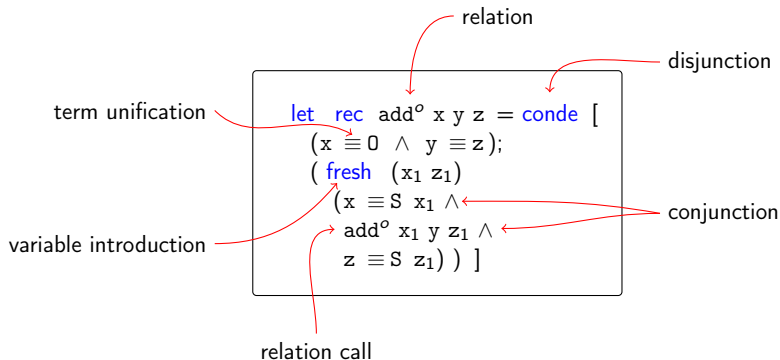 relation
disjunction
term unification
let rec addᵒ x y z = conde [
(x ≡ O ∧ y ≡ z);
( fresh (x₁ z₁)
(x ≡ S x₁ ∧
addᵒ x₁ y z₁ ∧
z ≡ S z₁) ) ]
conjunction
variable introduction
relation call